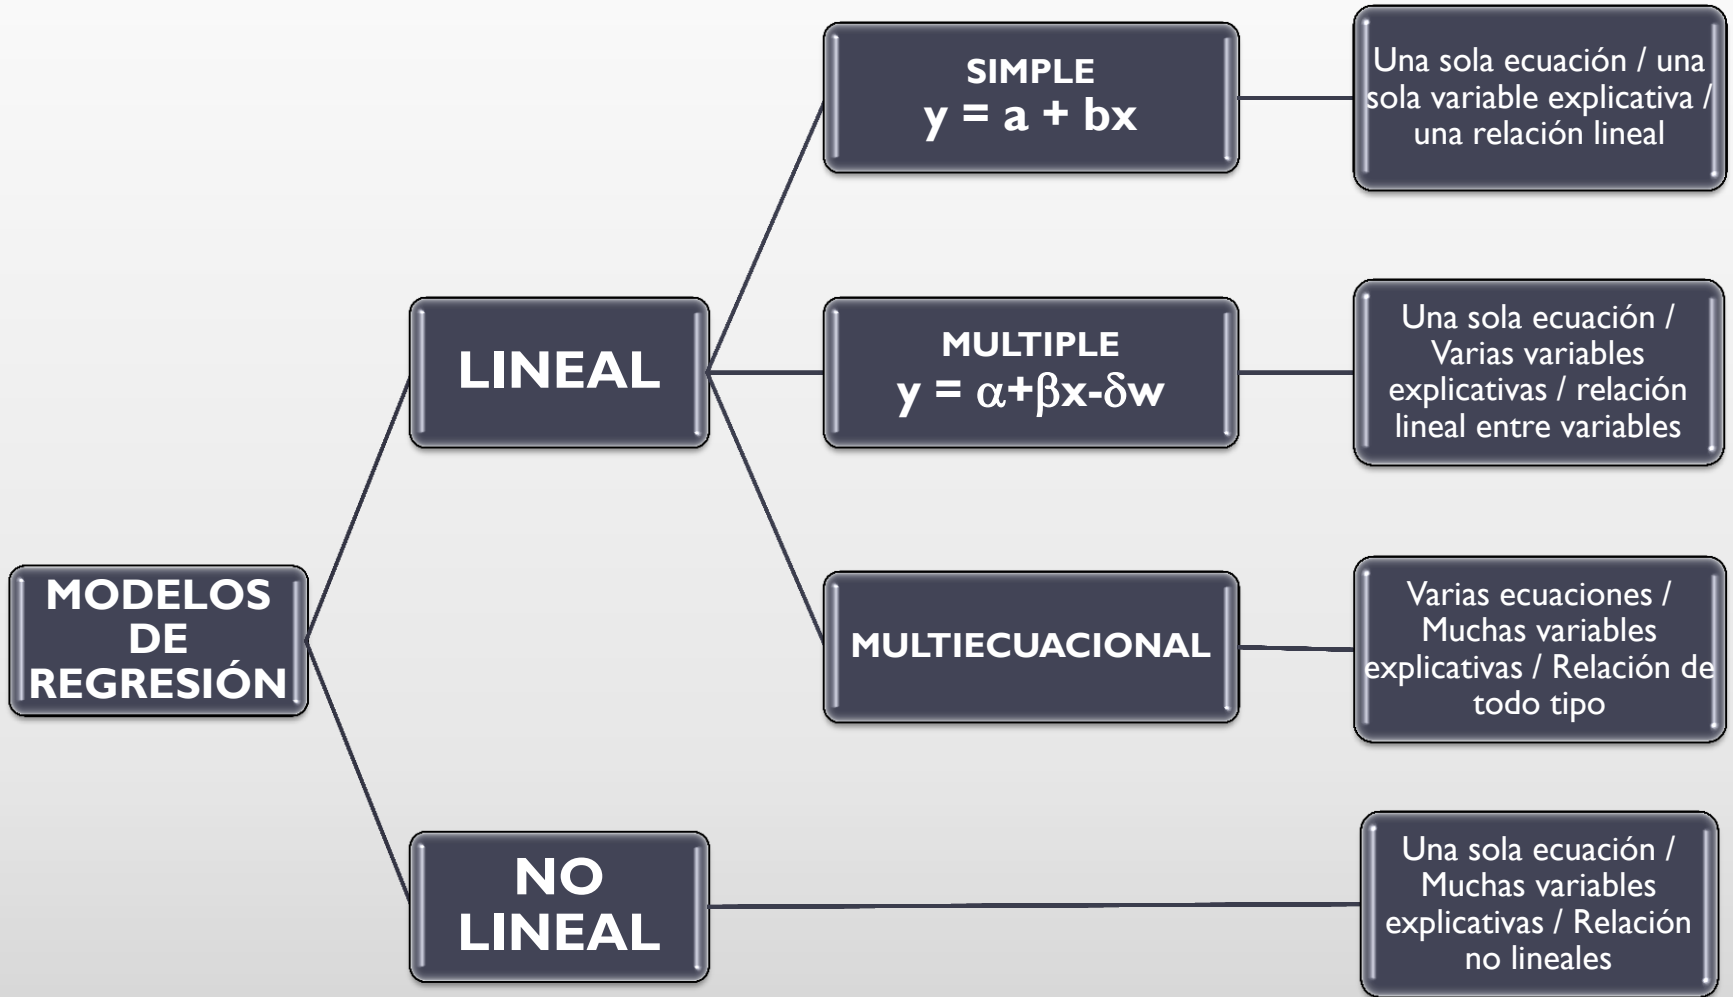 MODELOS
DE
REGRESIÓN
LINEAL
SIMPLE
y = a + bx
Una sola ecuación / una
sola variable explicativa /
una relación lineal
MULTIPLE
y = α+βx-δw
Una sola ecuación /
Varias variables
explicativas / relación
lineal entre variables
MULTIECUACIONAL
Varias ecuaciones /
Muchas variables
explicativas / Relación de
todo tipo
NO
LINEAL
Una sola ecuación /
Muchas variables
explicativas / Relación
no lineales